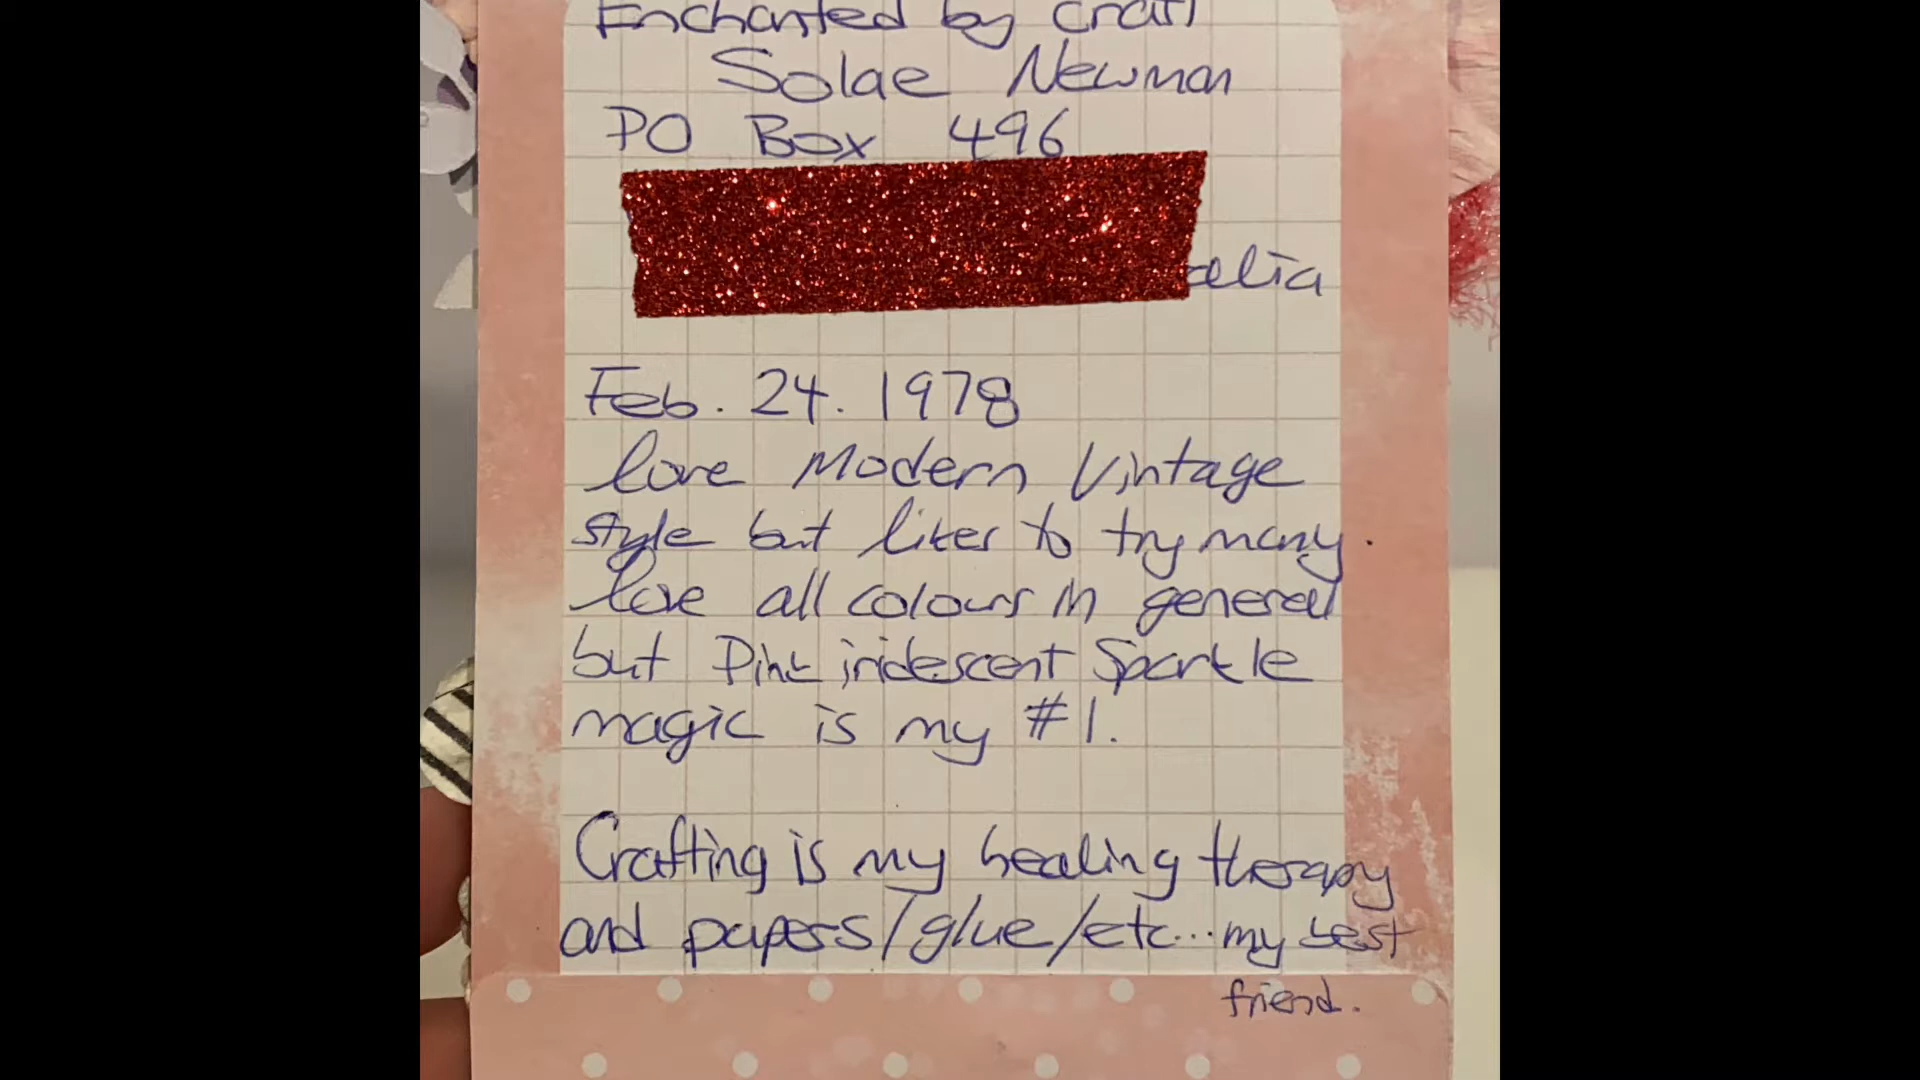 Enchanted by Craft
Solae Newman
PO Box 496
alia
Feb. 24. 1978
love Modern Vintage
style but likes to try many.
love all colours in general
but Pink iridescent Sparkle
magic is my #1.
Crafting is my healing therapy
and papers/glue/etc...my best
friend.